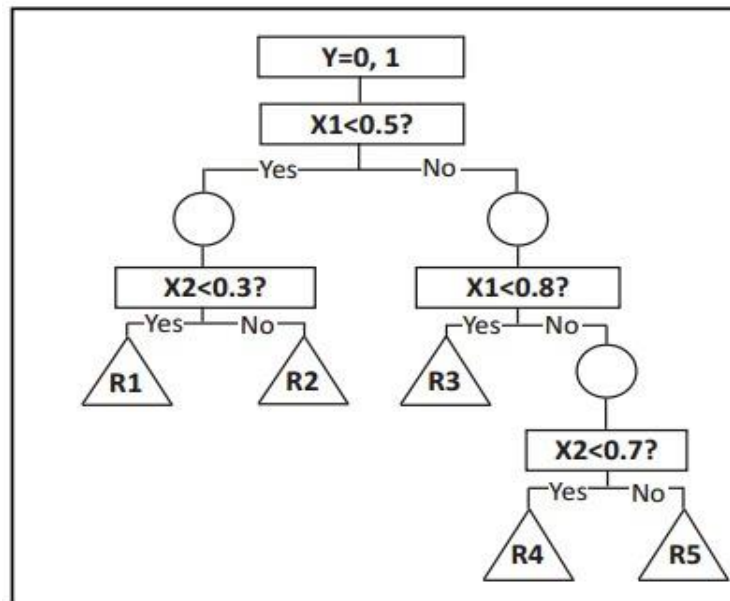 Y=0, 1
X1<0.5?
Yes No
X2<0.3? X1<0.8?
Yes No Yes No
R1 R2 R3
X2<0.7?
Yes No
R4 R5